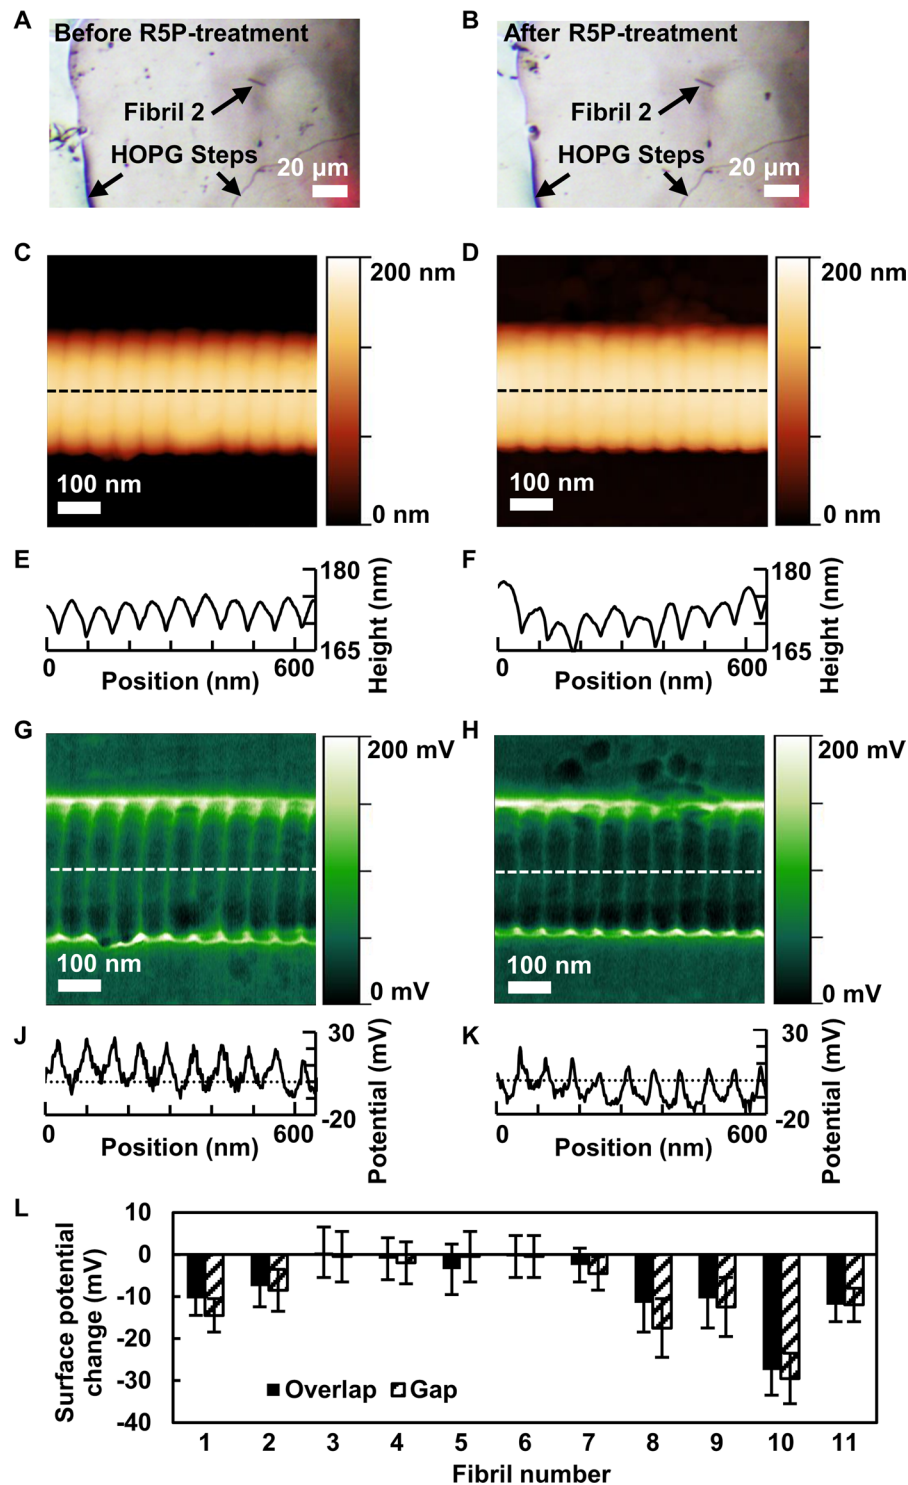 A
Before R5P-treatment
Fibril 2
HOPG Steps
20 µm
B
After R5P-treatment
Fibril 2
HOPG Steps
20 µm
C
200 nm
100 nm
0 nm
D
200 nm
100 nm
0 nm
E
180
165
Height (nm)
0
600
Position (nm)
F
180
165
Height (nm)
0
600
Position (nm)
G
200 mV
100 nm
0 mV
H
200 mV
100 nm
0 mV
J
30
-20
Potential (mV)
0
600
Position (nm)
K
30
-20
Potential (mV)
0
600
Position (nm)
L
Surface potential
change (mV)
10
0
-10
-20
-30
-40
Overlap
Gap
1 2 3 4 5 6 7 8 9 10 11
Fibril number